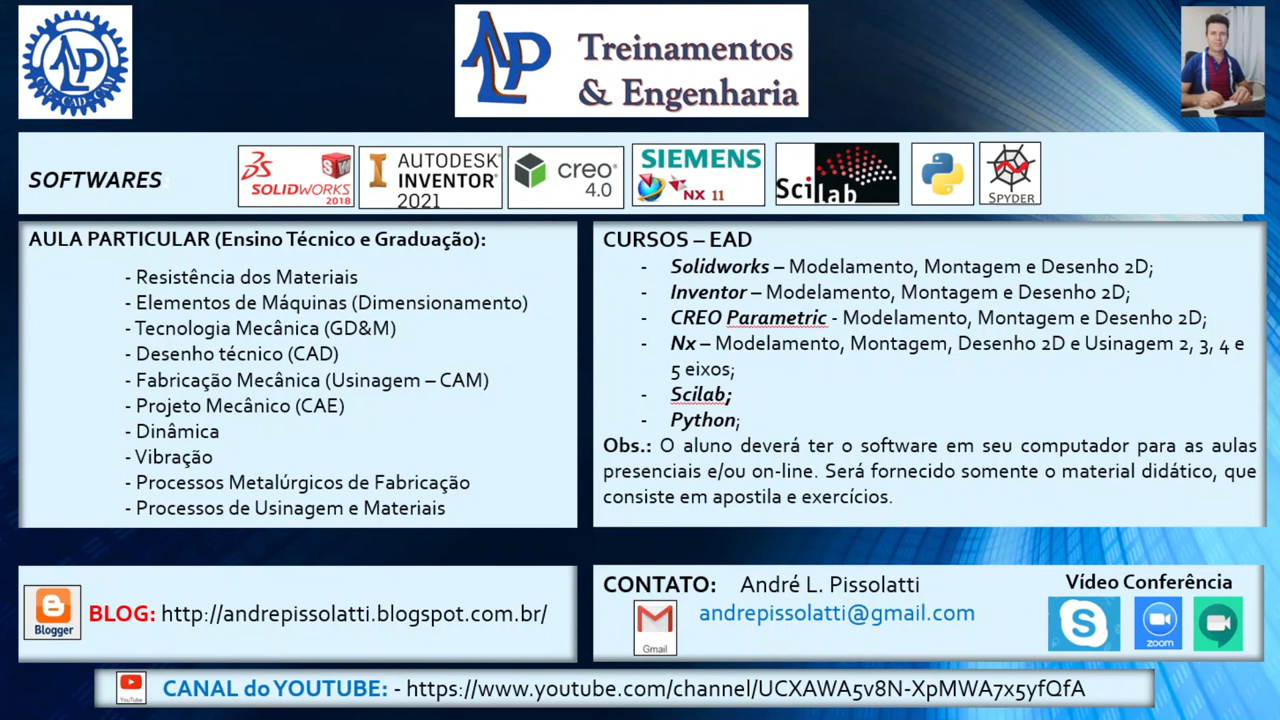 ALP
CAE-CAD-CAM
ALP Treinamentos
& Engenharia
SOFTWARES
SOLIDWORKS
2018
AUTODESK
INVENTOR
2021
creo
4.0
SIEMENS
NX 11
Scilab
SPYDER
AULA PARTICULAR (Ensino Técnico e Graduação):
- Resistência dos Materiais
- Elementos de Máquinas (Dimensionamento)
- Tecnologia Mecânica (GD&M)
- Desenho técnico (CAD)
- Fabricação Mecânica (Usinagem – CAM)
- Projeto Mecânico (CAE)
- Dinâmica
- Vibração
- Processos Metalúrgicos de Fabricação
- Processos de Usinagem e Materiais
CURSOS – EAD
- Solidworks – Modelamento, Montagem e Desenho 2D;
- Inventor – Modelamento, Montagem e Desenho 2D;
- CREO Parametric - Modelamento, Montagem e Desenho 2D;
- Nx – Modelamento, Montagem, Desenho 2D e Usinagem 2, 3, 4 e
5 eixos;
- Scilab;
- Python;
Obs.: O aluno deverá ter o software em seu computador para as aulas
presenciais e/ou on-line. Será fornecido somente o material didático, que
consiste em apostila e exercícios.
Blogger
BLOG: http://andrepissolatti.blogspot.com.br/
CONTATO: André L. Pissolatti
Gmail
andrepissolatti@gmail.com
Vídeo Conferência
zoom
YouTube
CANAL do YOUTUBE: - https://www.youtube.com/channel/UCXAWA5v8N-XpMWA7x5yfQfA